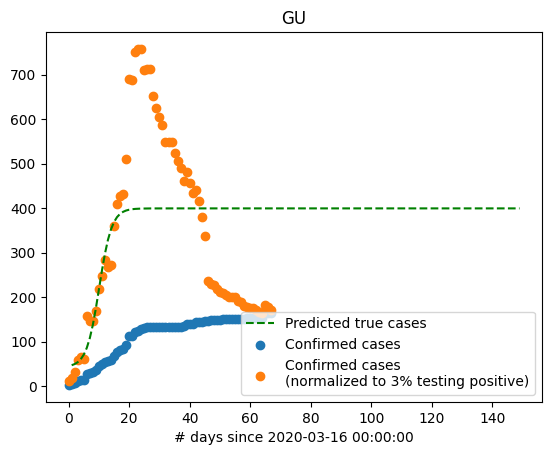 GU
700
600
500
400
300
200
100
0
Predicted true cases
Confirmed cases
Confirmed cases
(normalized to 3% testing positive)
0 20 40 60 80 100 120 140
# days since 2020-03-16 00:00:00